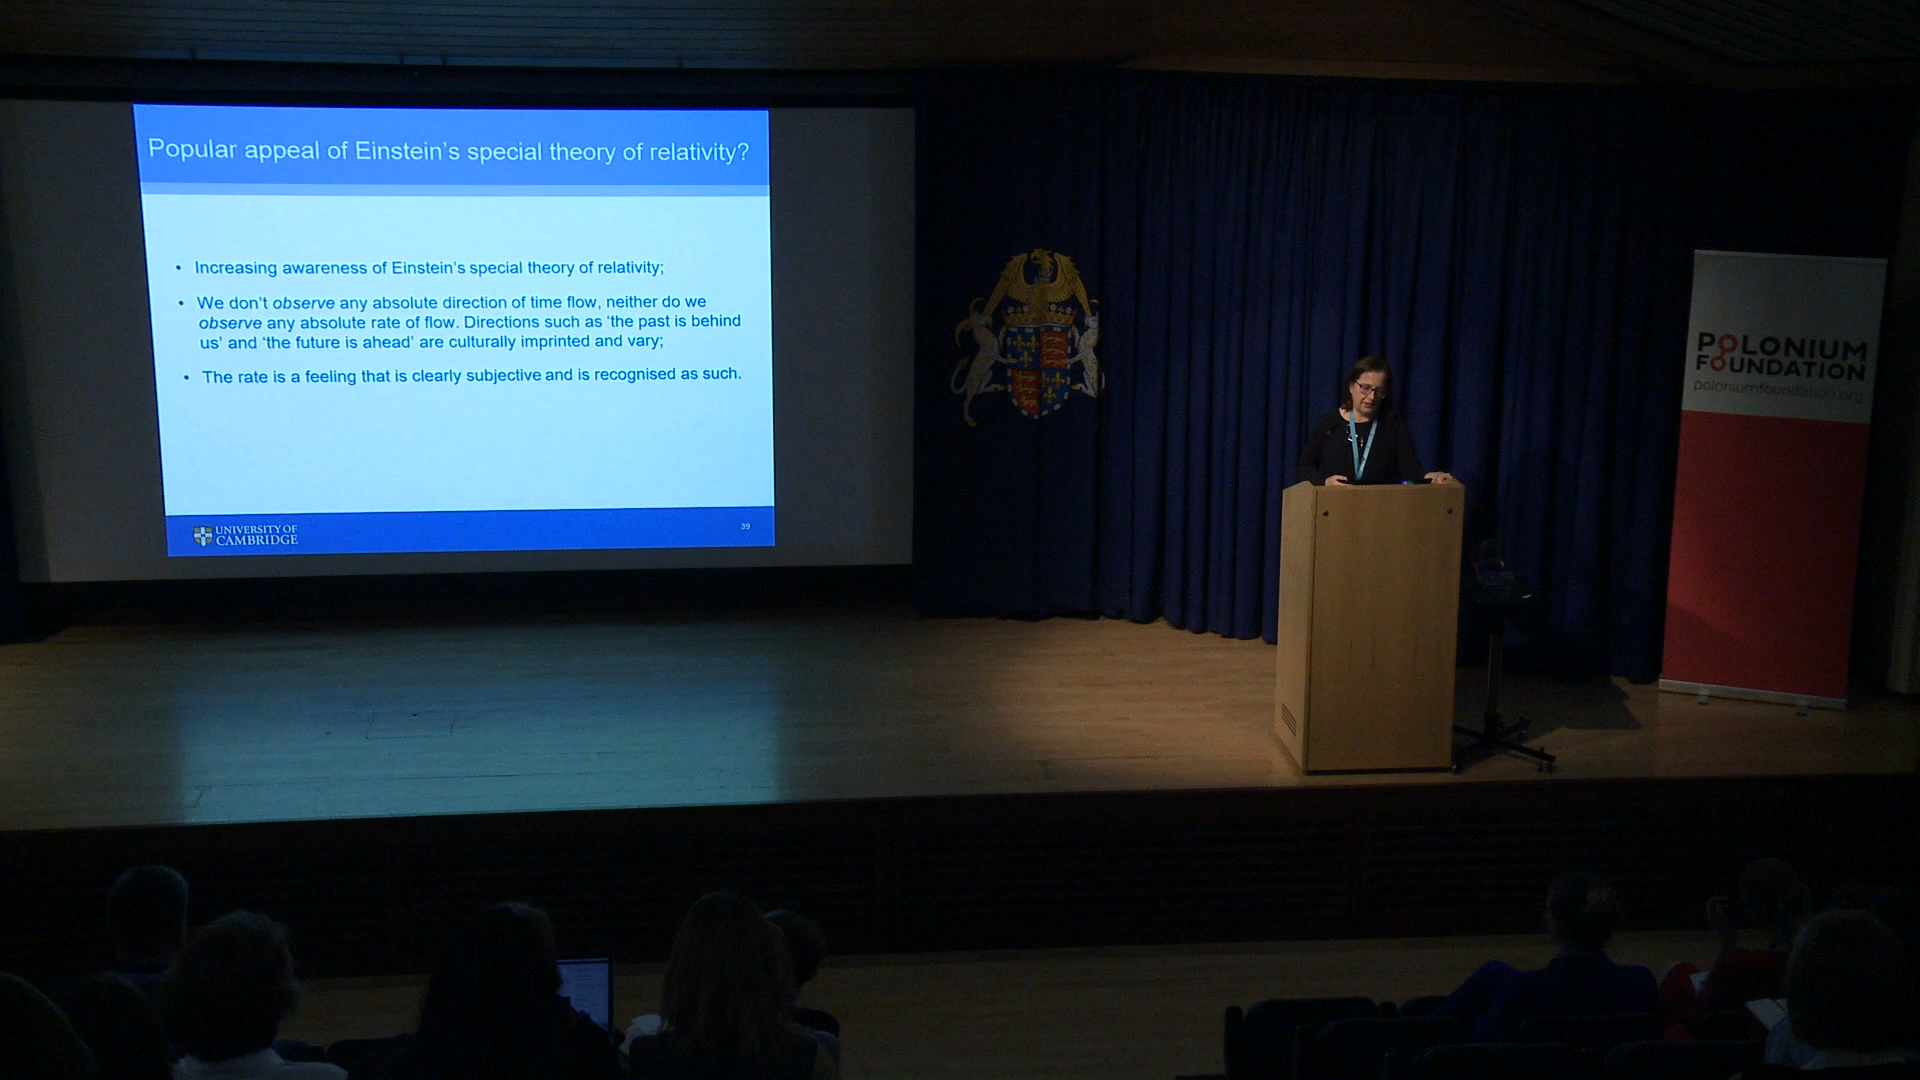 Popular appeal of Einstein's special theory of relativity?
• Increasing awareness of Einstein's special theory of relativity;
• We don't observe any absolute direction of time flow, neither do we
observe any absolute rate of flow. Directions such as 'the past is behind
us' and 'the future is ahead' are culturally imprinted and vary;
• The rate is a feeling that is clearly subjective and is recognised as such.
UNIVERSITY OF
CAMBRIDGE
39
POLONIUM
FOUNDATION
poloniumfoundation.org